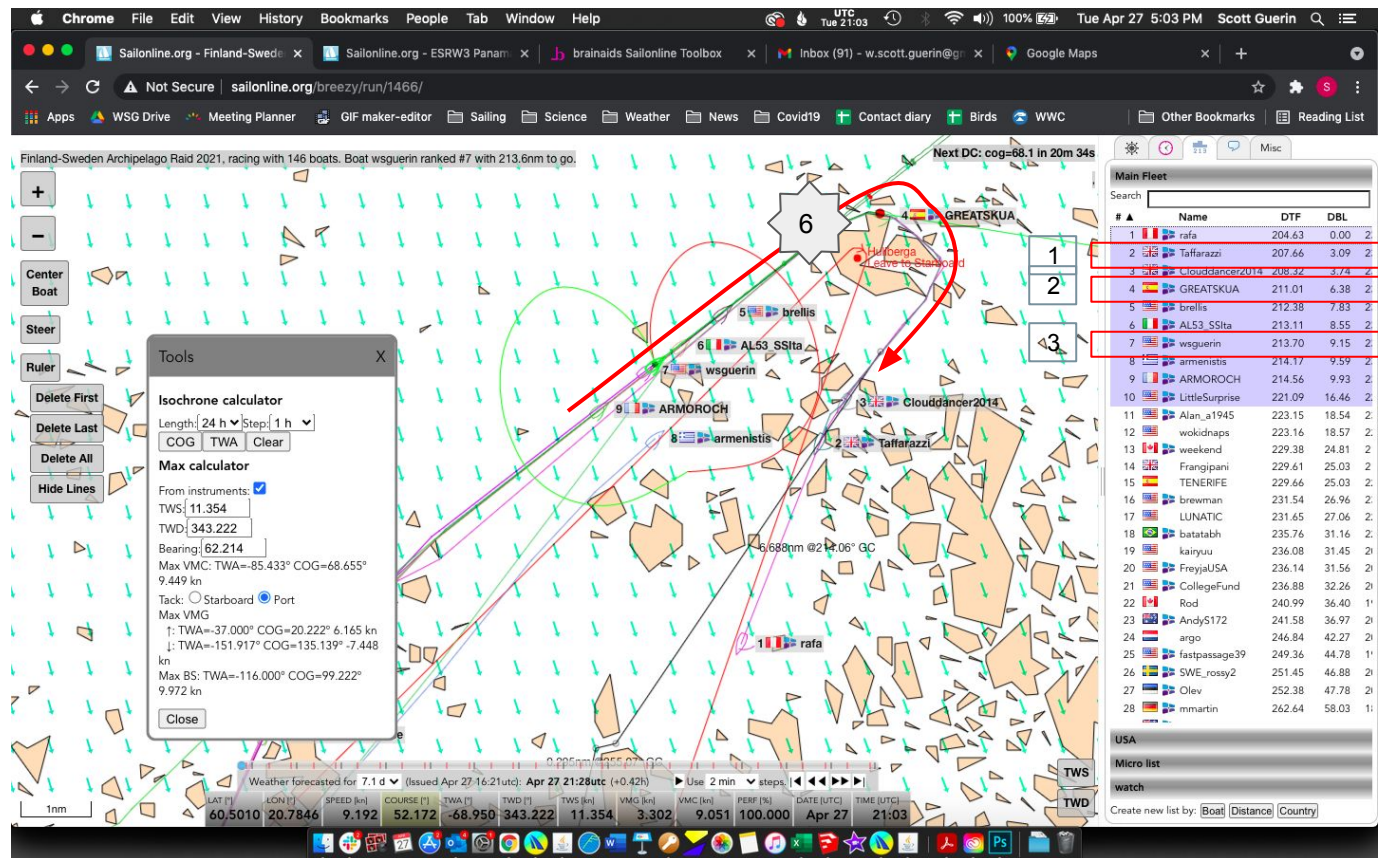 Chrome File Edit View History Bookmarks People Tab Window Help UTC Tue 21:03 100% Tue Apr 27 5:03 PM Scott Guerin
Sailonline.org - Finland-Swede Sailonline.org - ESRW3 Panam brainaids Sailonline Toolbox Inbox (91) - w.scott.guerin@gm Google Maps
Not Secure sailonline.org/breezy/run/1466/
Apps WSG Drive Meeting Planner GIF maker-editor Sailing Science Weather News Covid19 Contact diary Birds WWC Other Bookmarks Reading List
Finland-Sweden Archipelago Raid 2021, racing with 146 boats. Boat wsguerin ranked #7 with 213.6nm to go.
Next DC: cog=68.1 in 20m 34s
+
−
Center Boat
Steer
Ruler
Delete First
Delete Last
Delete All
Hide Lines
6
4 GREATSKUA
Hullberga
Leave to Starboard
5 brellis
6 AL53_SSIta
7 wsguerin
9 ARMOROCH
8 armenistis
3 Clouddancer2014
2 Taffarazzi
6.688nm @214.06° GC
1 rafa
1
2
3
Tools X
Isochrone calculator
Length: 24 h Step: 1 h
COG TWA Clear
Max calculator
From instruments:
TWS: 11.354
TWD: 343.222
Bearing: 62.214
Max VMC: TWA=-85.433° COG=68.655°
9.449 kn
Tack: Starboard Port
Max VMG
↑: TWA=-37.000° COG=20.222° 6.165 kn
↓: TWA=-151.917° COG=135.139° -7.448
kn
Max BS: TWA=-116.000° COG=99.222°
9.972 kn
Close
1nm
Weather forecasted for 7.1 d (Issued Apr 27 16:21utc): Apr 27 21:28utc (+0.42h) Use 2 min steps.
LAT [°] LON [°] SPEED [kn] COURSE [°] TWA [°] TWD [°] TWS [kn] VMG [kn] VMC [kn] PERF [%] DATE [UTC] TIME [UTC]
60.5010 20.7846 9.192 52.172 -68.950 343.222 11.354 3.302 9.051 100.000 Apr 27 21:03
TWS
TWD
Misc
Main Fleet
Search
# ▲ Name DTF DBL
1 rafa 204.63 0.00
2 Taffarazzi 207.66 3.09
3 Clouddancer2014 208.32 3.74
4 GREATSKUA 211.01 6.38
5 brellis 212.38 7.83
6 AL53_SSIta 213.11 8.55
7 wsguerin 213.70 9.15
8 armenistis 214.17 9.59
9 ARMOROCH 214.56 9.93
10 LittleSurprise 221.09 16.46
11 Alan_a1945 223.15 18.54
12 wokidnaps 223.16 18.57
13 weekend 229.38 24.81
14 Frangipani 229.61 25.03
15 TENERIFE 229.66 25.03
16 brewman 231.54 26.96
17 LUNATIC 231.65 27.06
18 batatabh 235.76 31.16
19 kairyuu 236.08 31.45
20 FreyjaUSA 236.14 31.56
21 CollegeFund 236.88 32.26
22 Rod 240.99 36.40
23 AndyS172 241.58 36.97
24 argo 246.84 42.27
25 fastpassage39 249.36 44.78
26 SWE_rossy2 251.45 46.88
27 Olev 252.38 47.78
28 mmartin 262.64 58.03
USA
Micro list
watch
Create new list by: Boat Distance Country